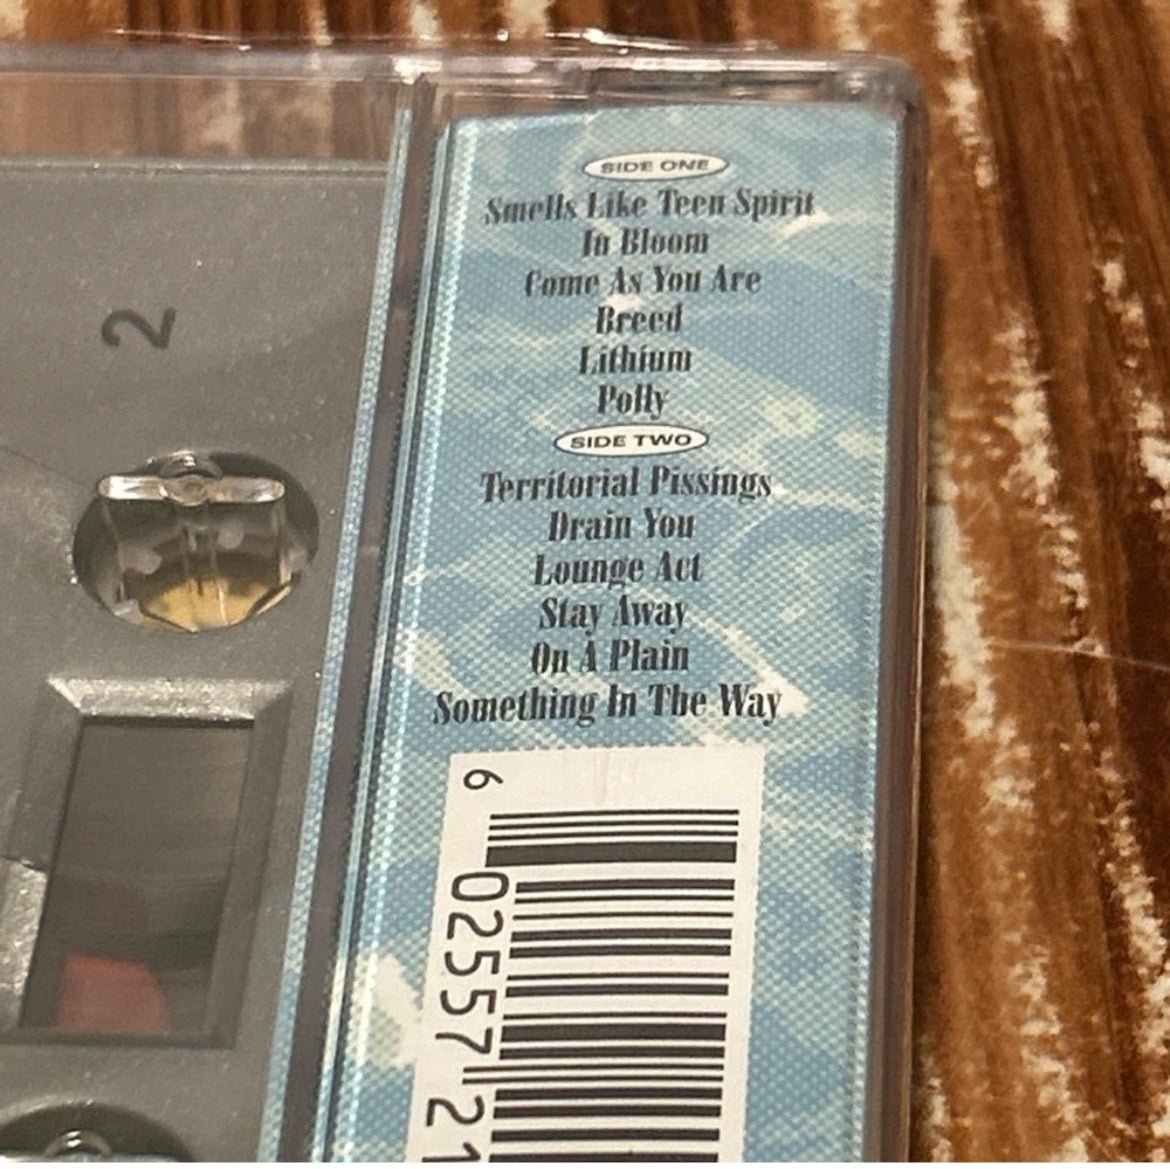 2
SIDE ONE
Smells Like Teen Spirit
In Bloom
Come As You Are
Breed
Lithium
Polly
SIDE TWO
Territorial Pissings
Drain You
Lounge Act
Stay Away
On A Plain
Something In The Way
6 02557 21